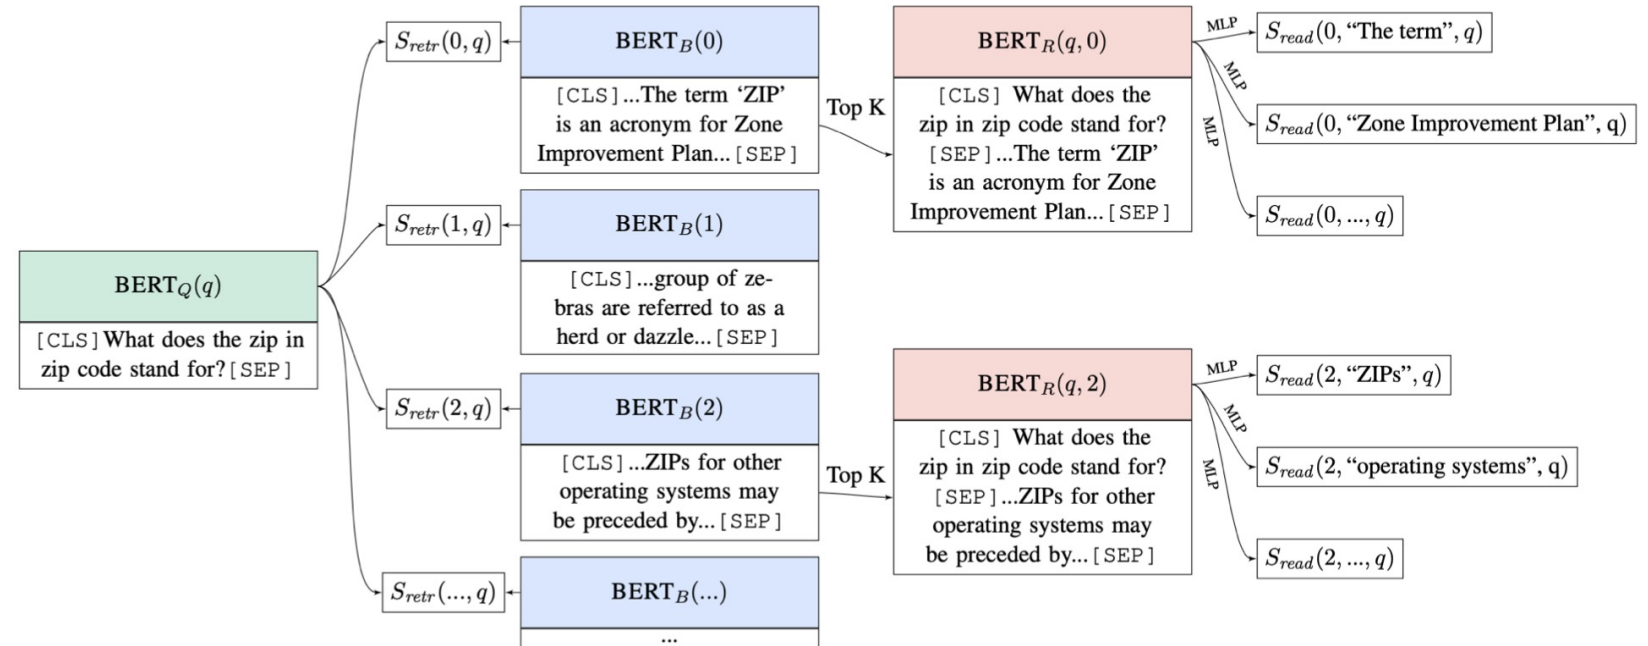 BERT_Q(q)
[CLS]What does the zip in
zip code stand for?[SEP]
S_retr(0, q)
S_retr(1, q)
S_retr(2, q)
S_retr(..., q)
BERT_B(0)
[CLS]...The term ‘ZIP’
is an acronym for Zone
Improvement Plan...[SEP]
BERT_B(1)
[CLS]...group of ze-
bras are referred to as a
herd or dazzle...[SEP]
BERT_B(2)
[CLS]...ZIPs for other
operating systems may
be preceded by...[SEP]
BERT_B(...)
...
Top K
BERT_R(q, 0)
[CLS] What does the
zip in zip code stand for?
[SEP]...The term ‘ZIP’
is an acronym for Zone
Improvement Plan...[SEP]
MLP
MLP
MLP
S_read(0, “The term”, q)
S_read(0, “Zone Improvement Plan”, q)
S_read(0, ..., q)
Top K
BERT_R(q, 2)
[CLS] What does the
zip in zip code stand for?
[SEP]...ZIPs for other
operating systems may
be preceded by...[SEP]
MLP
MLP
MLP
S_read(2, “ZIPs”, q)
S_read(2, “operating systems”, q)
S_read(2, ..., q)